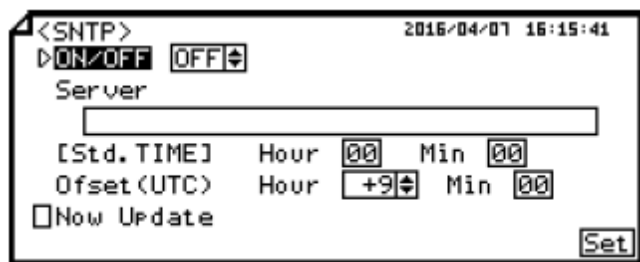 <SNTP> 2016/04/07 16:15:41
ON/OFF OFF
Server
[Std.TIME] Hour 00 Min 00
Ofset(UTC) Hour +9 Min 00
Now Update
Set